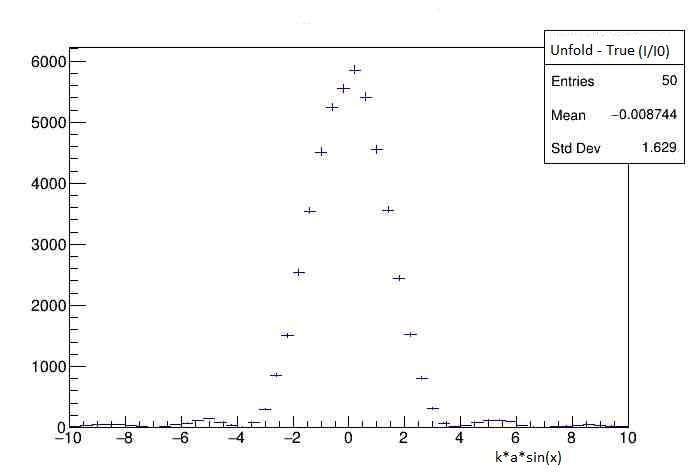 Unfold - True (I/I0)
Entries 50
Mean −0.008744
Std Dev 1.629
6000
5000
4000
3000
2000
1000
0
−10 −8 −6 −4 −2 0 2 4 6 8 10
k*a*sin(x)